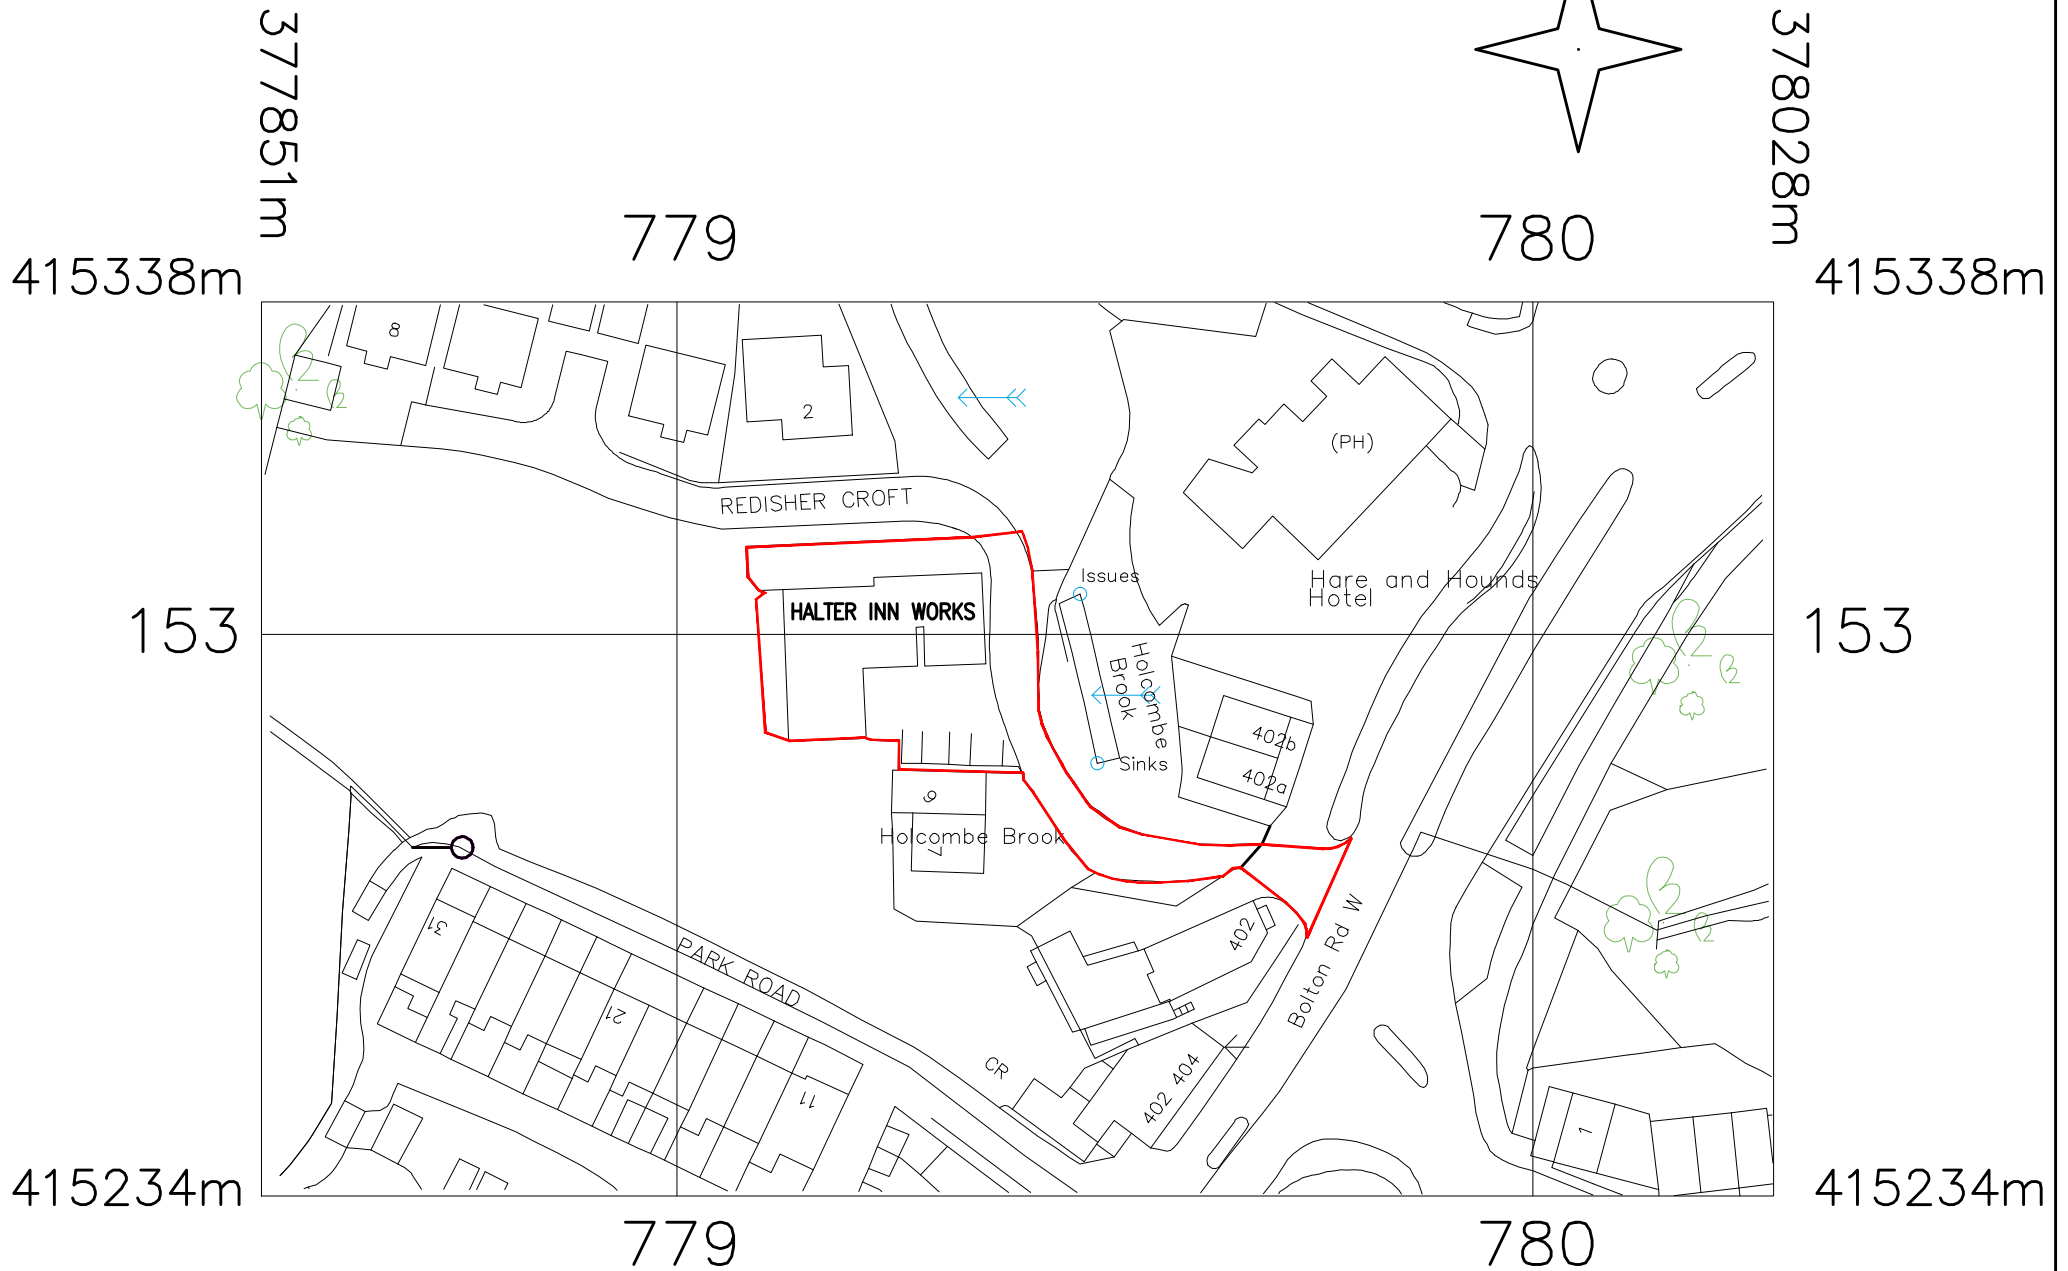 377851m
378028m
779
780
415338m
415338m
8
2
(PH)
REDISHER CROFT
Issues
Hare and Hounds
Hotel
HALTER INN WORKS
153
153
Holcombe
Brook
402b
402a
Sinks
9
Holcombe Brook
7
31
PARK ROAD
402
Bolton Rd W
21
CR
11
402 404
1
415234m
415234m
779
780